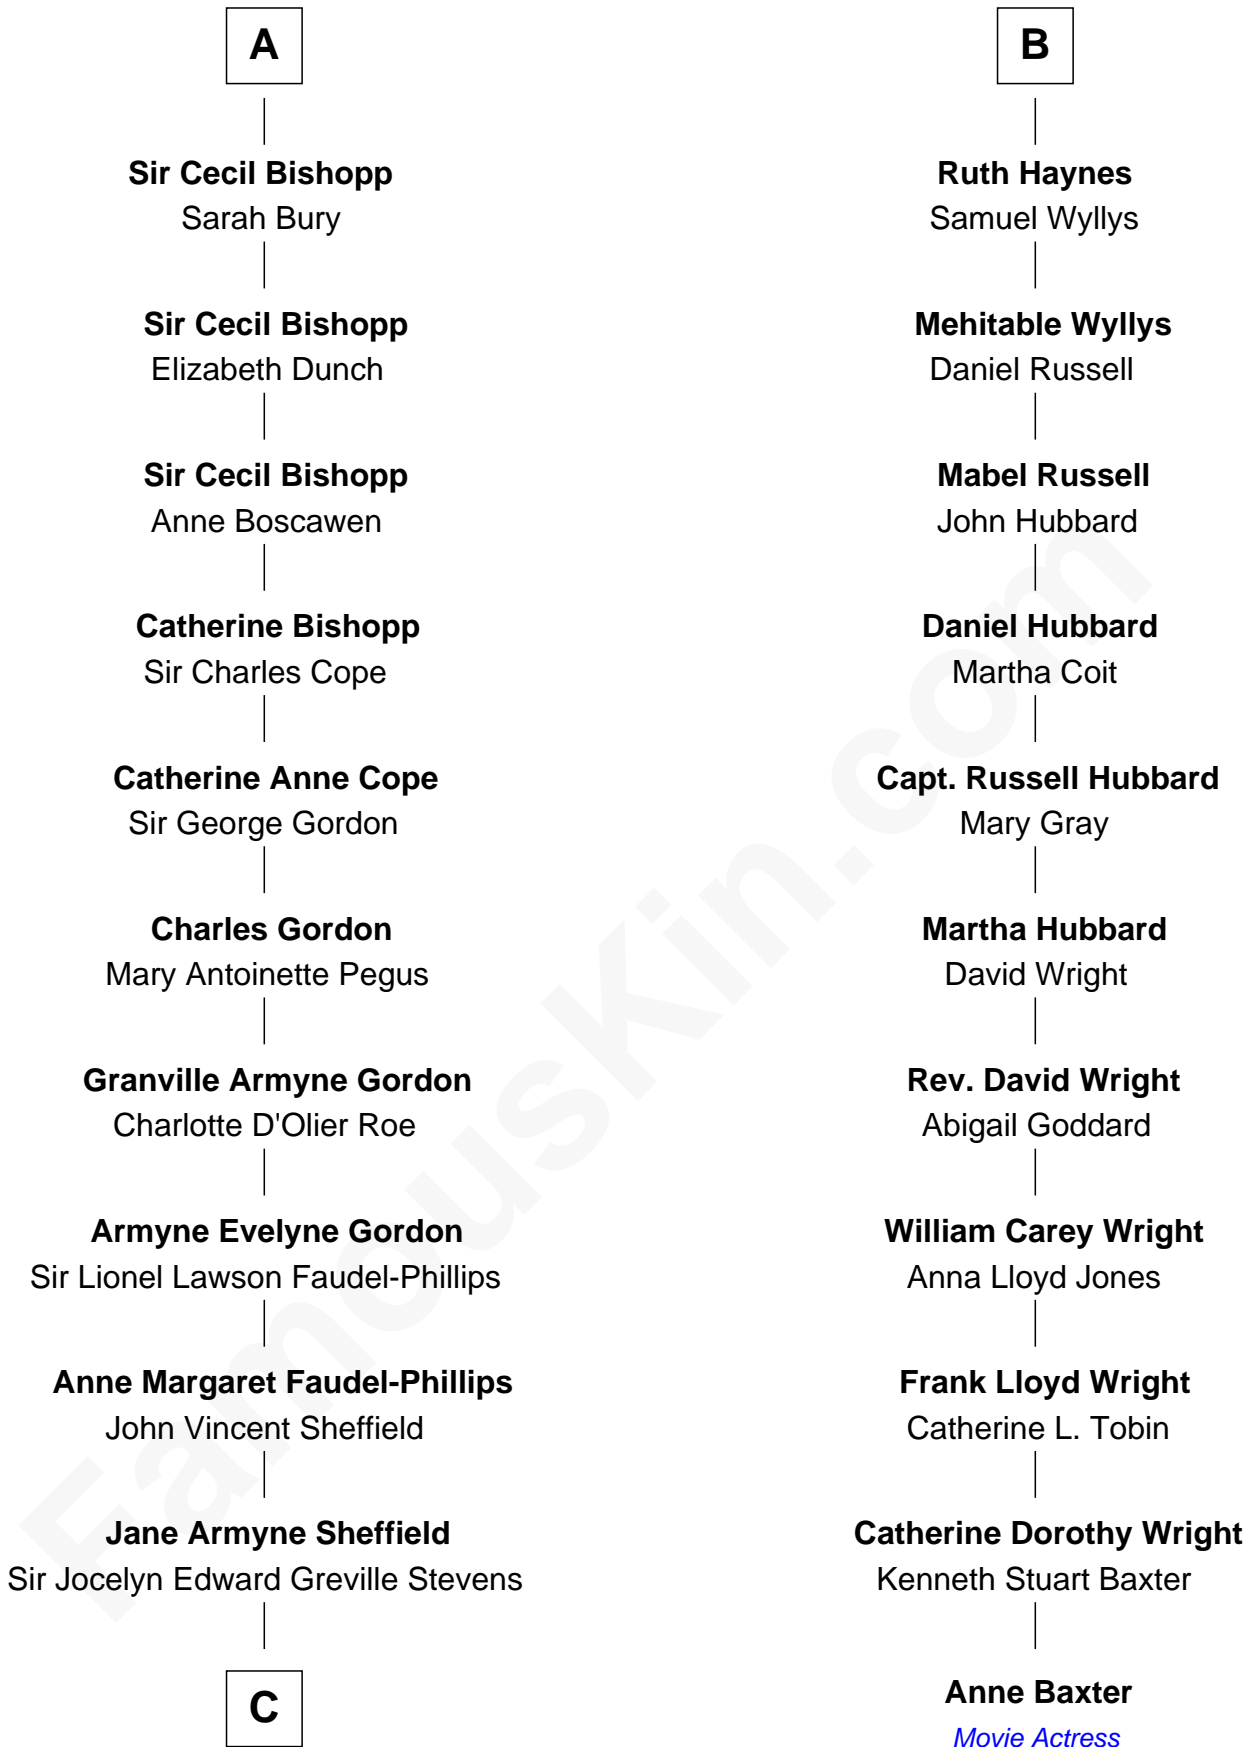 A
Sir Cecil Bishopp
Sarah Bury
Sir Cecil Bishopp
Elizabeth Dunch
Sir Cecil Bishopp
Anne Boscawen
Catherine Bishopp
Sir Charles Cope
Catherine Anne Cope
Sir George Gordon
Charles Gordon
Mary Antoinette Pegus
Granville Armyne Gordon
Charlotte D'Olier Roe
Armyne Evelyne Gordon
Sir Lionel Lawson Faudel-Phillips
Anne Margaret Faudel-Phillips
John Vincent Sheffield
Jane Armyne Sheffield
Sir Jocelyn Edward Greville Stevens
C
B
Ruth Haynes
Samuel Wyllys
Mehitable Wyllys
Daniel Russell
Mabel Russell
John Hubbard
Daniel Hubbard
Martha Coit
Capt. Russell Hubbard
Mary Gray
Martha Hubbard
David Wright
Rev. David Wright
Abigail Goddard
William Carey Wright
Anna Lloyd Jones
Frank Lloyd Wright
Catherine L. Tobin
Catherine Dorothy Wright
Kenneth Stuart Baxter
Anne Baxter
Movie Actress
FamousKin.com